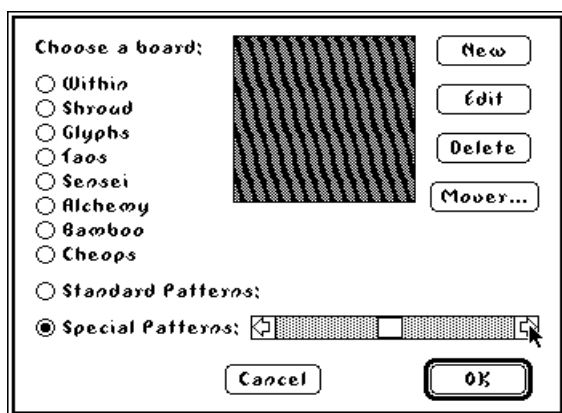 Choose a board:
New
Within
Shroud
Edit
Glyphs
Taos
Delete
Sensei
Alchemy
Mover...
Bamboo
Cheops
Standard Patterns:
Special Patterns:
Cancel
OK